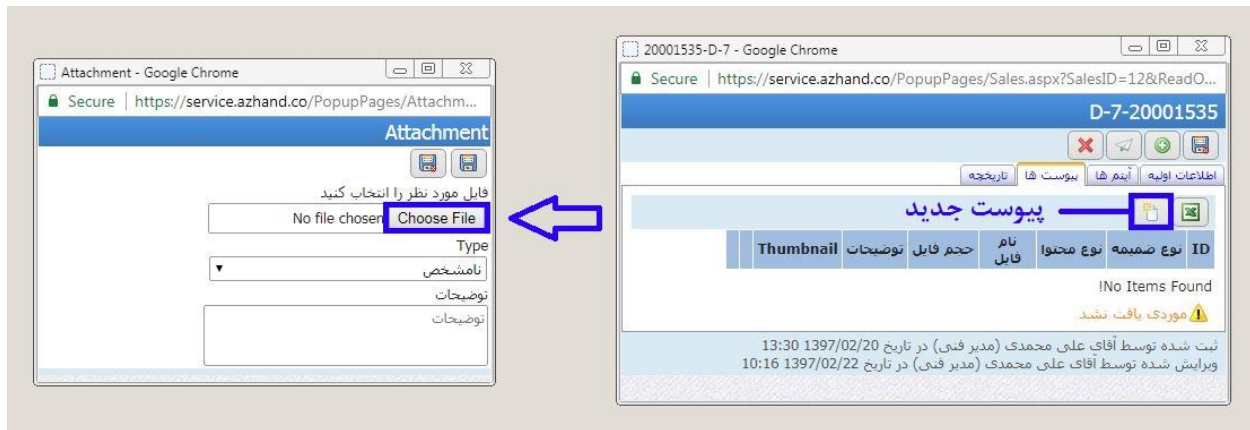 20001535-D-7 - Google Chrome
Secure | https://service.azhand.co/PopupPages/Sales.aspx?SalesID=12&ReadO...
D-7-20001535
اطلاعات اولیه
آیتم ها
پیوست ها
تاریخچه
پیوست جدید
ID نوع ضمیمه نوع محتوا نام فایل حجم فایل توضیحات Thumbnail
!No Items Found
موردی یافت نشد
ثبت شده توسط آقای علی محمدی (مدیر فنی) در تاریخ 1397/02/20 13:30
ویرایش شده توسط آقای علی محمدی (مدیر فنی) در تاریخ 1397/02/22 10:16
Attachment - Google Chrome
Secure | https://service.azhand.co/PopupPages/Attachm...
Attachment
فایل مورد نظر را انتخاب کنید
Choose File No file chosen
Type
نامشخص
توضیحات
توضیحات